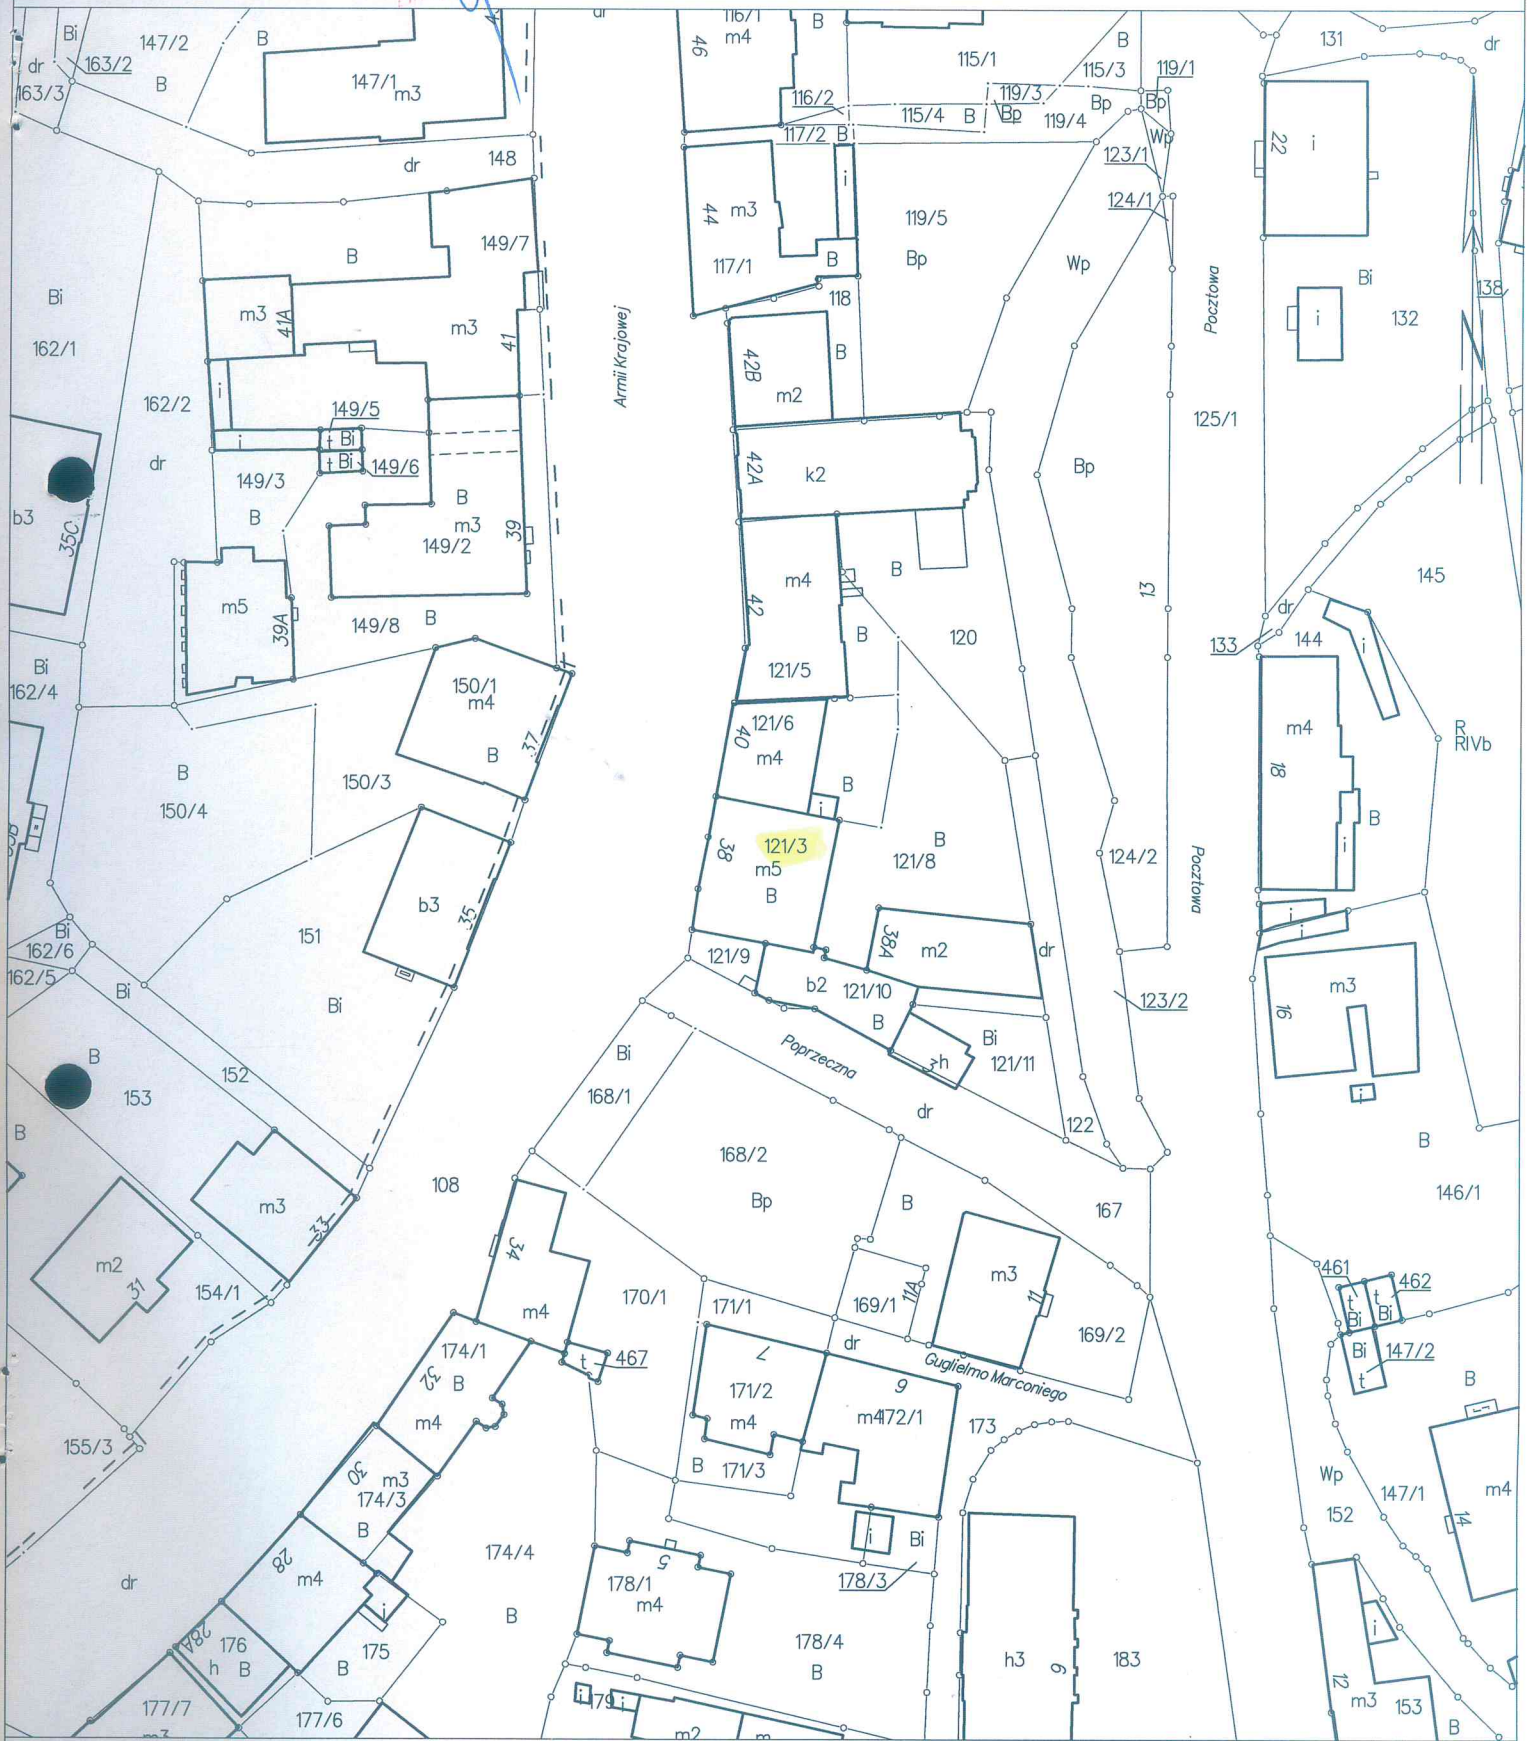 dr
116/1
m4
46
B
Bi
147/2
B
163/2
dr
163/3
B
147/1
m3
115/1
B
115/3
119/1
131
dr
119/3
Bp
Bp
Bp
116/2
115/4
B
119/4
117/2
B
Wp
123/1
124/1
22
i
dr
148
i
44
m3
117/1
B
118
119/5
Bp
Wp
Pocztowa
149/7
B
Bi
162/1
m3
41A
m3
41
Armii Krajowej
Bi
i
132
138
42B
m2
B
162/2
dr
i
149/5
t Bi
i
t Bi
149/6
149/3
B
B
m3
149/2
39
42A
k2
Bp
125/1
b3
35C
m5
39A
149/8
B
m4
42
121/5
B
B
120
13
145
dr
133
144
i
Bi
162/4
150/1
m4
B
37
121/6
40
m4
B
i
m4
18
B
i
R
RIVb
B
150/4
150/3
121/3
38
m5
B
B
121/8
124/2
Pocztowa
b3
35
151
Bi
Bi
162/6
162/5
Bi
121/9
38A
m2
dr
b2
121/10
B
i
i
m3
16
i
123/2
Poprzeczna
h
3
Bi
121/11
Bi
168/1
dr
122
B
153
152
B
108
168/2
Bp
B
167
B
146/1
m3
33
m2
31
154/1
34
m4
170/1
171/1
169/1
11A
m3
11
169/2
461
462
t
Bi
t
Bi
Bi
147/2
t
B
174/1
32
B
m4
t
467
7
171/2
m4
dr
Guglielmo Marconiego
9
m4
172/1
173
155/3
30
m3
174/3
B
B
171/3
Wp
147/1
152
m4
14
28
m4
i
174/4
B
i
Bi
178/3
5
178/1
m4
dr
28A
176
h
B
175
B
178/4
B
h3
6
183
i
12
m3
153
B
177/7
m3
177/6
i
179
i
m2
m